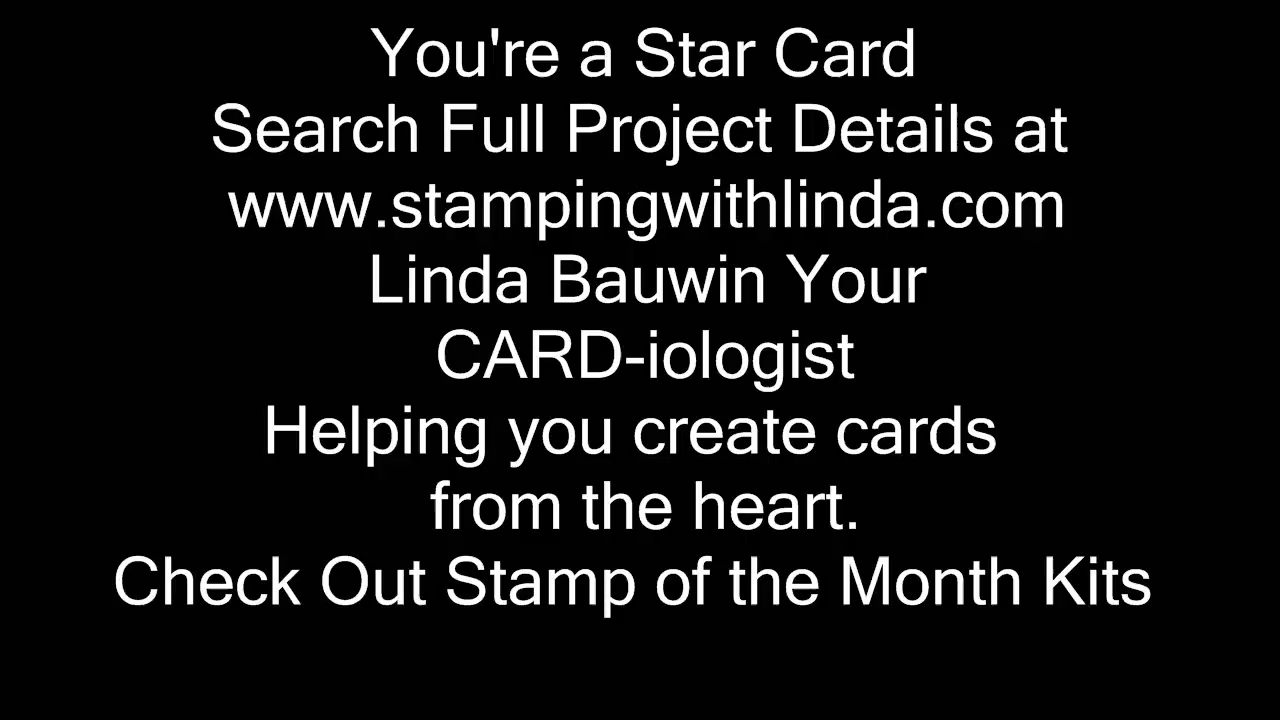 You're a Star Card
Search Full Project Details at
www.stampingwithlinda.com
Linda Bauwin Your
CARD-iologist
Helping you create cards
from the heart.
Check Out Stamp of the Month Kits